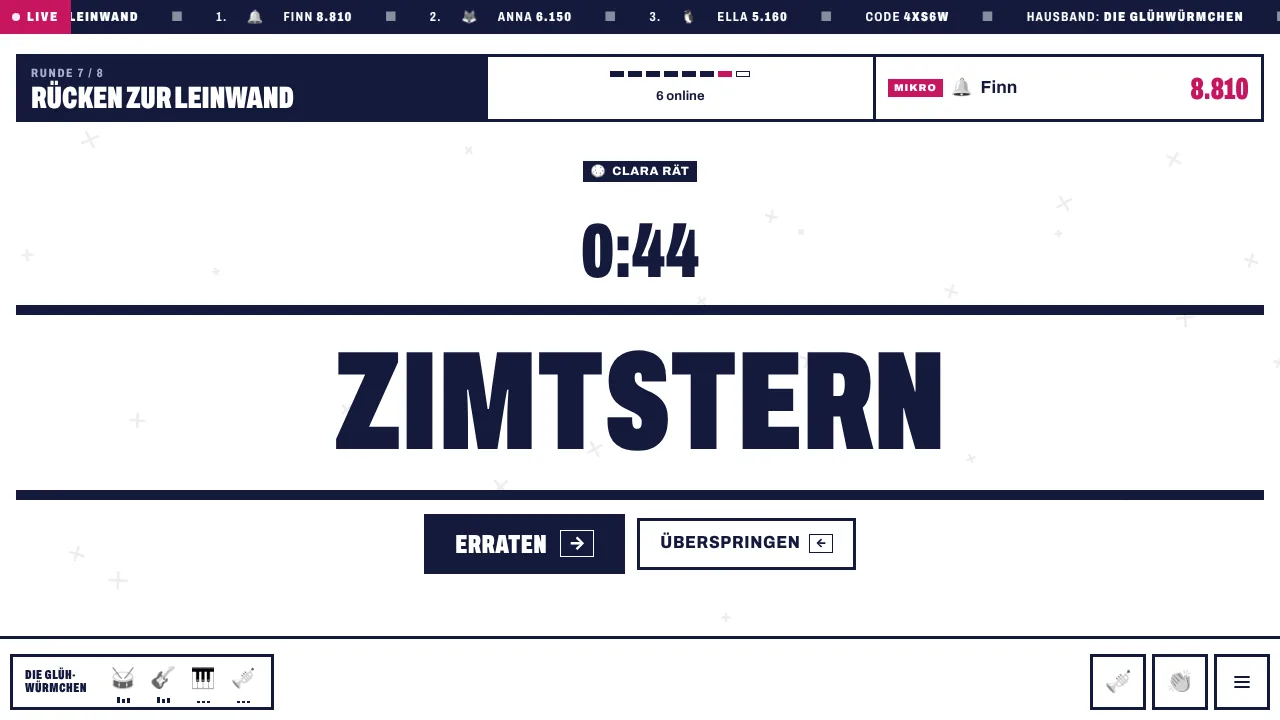 LIVE
LEINWAND 1. FINN 8.810 2. ANNA 6.150 3. ELLA 5.160 CODE 4XS6W HAUSBAND: DIE GLÜHWÜRMCHEN
RUNDE 7 / 8
RÜCKEN ZUR LEINWAND
6 online
MIKRO Finn 8.810
CLARA RÄT
0:44
ZIMTSTERN
ERRATEN →
ÜBERSPRINGEN ←
DIE GLÜH-
WÜRMCHEN